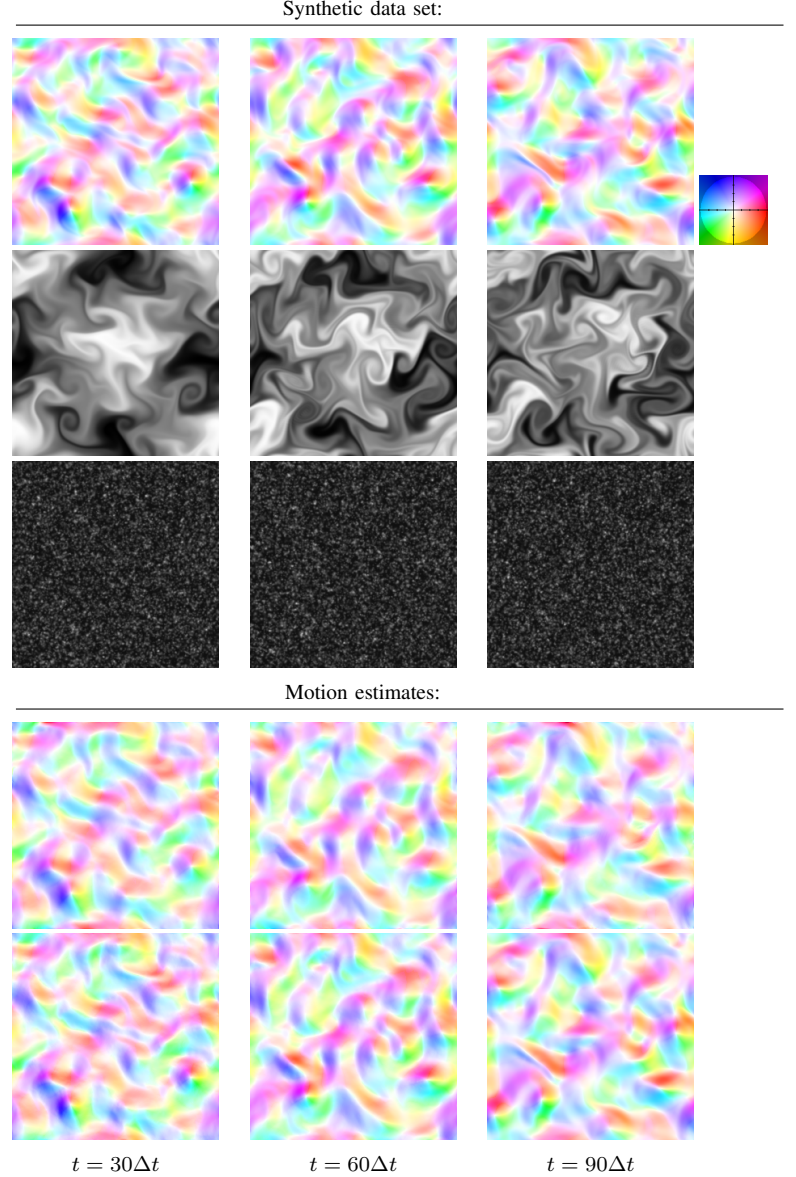 Synthetic data set:
Motion estimates:
t = 30Δt
t = 60Δt
t = 90Δt